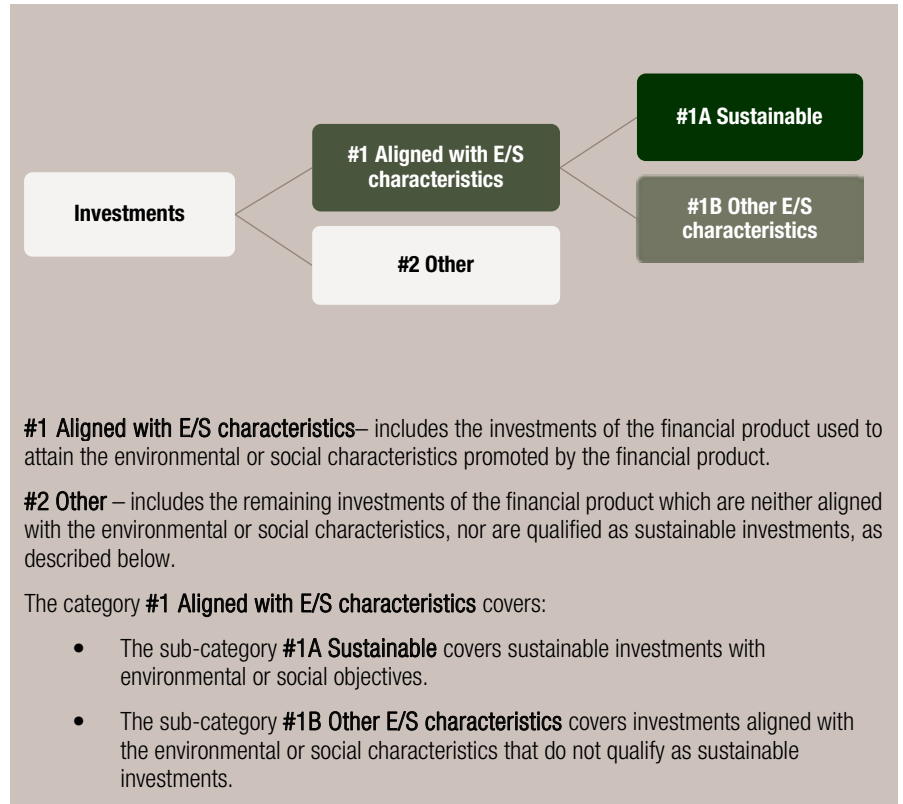 #1A Sustainable
#1 Aligned with E/S
characteristics
Investments
#1B Other E/S
characteristics
#2 Other
#1 Aligned with E/S characteristics– includes the investments of the financial product used to
attain the environmental or social characteristics promoted by the financial product.
#2 Other – includes the remaining investments of the financial product which are neither aligned
with the environmental or social characteristics, nor are qualified as sustainable investments, as
described below.
The category #1 Aligned with E/S characteristics covers:
• The sub-category #1A Sustainable covers sustainable investments with
environmental or social objectives.
• The sub-category #1B Other E/S characteristics covers investments aligned with
the environmental or social characteristics that do not qualify as sustainable
investments.